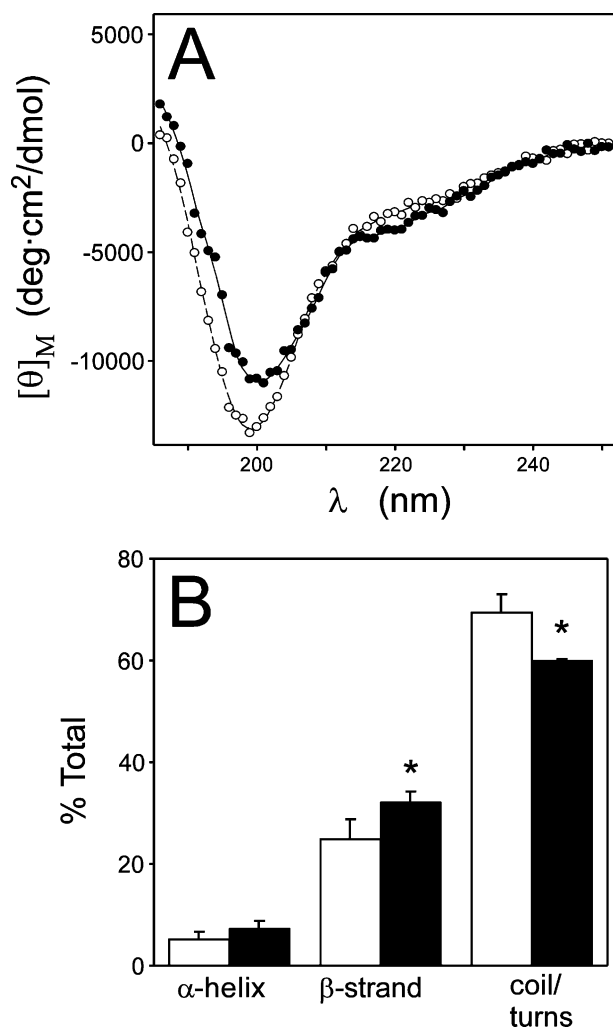 A
5000
0
-5000
-10000
[θ]M (deg·cm²/dmol)
200
220
240
λ (nm)
B
80
60
40
20
0
% Total
*
*
α-helix
β-strand
coil/
turns